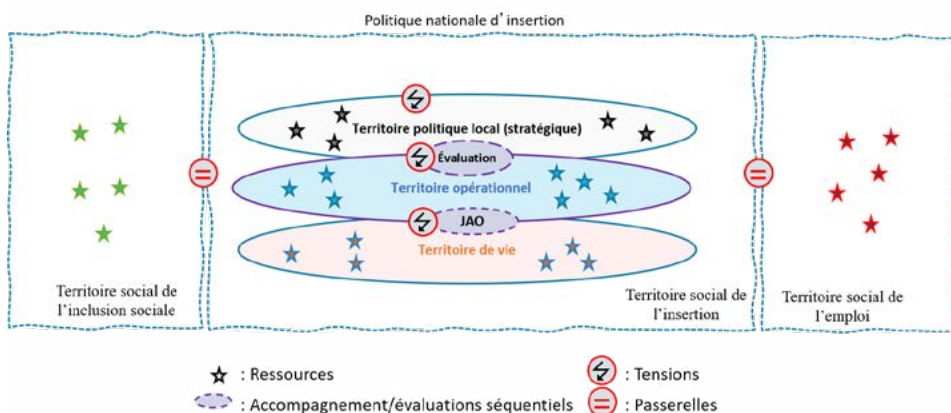 Politique nationale d'insertion
Territoire politique local (stratégique)
Évaluation
Territoire opérationnel
JAO
Territoire de vie
Territoire social de
l'inclusion sociale
Territoire social de
l'insertion
Territoire social de
l'emploi
: Ressources
: Tensions
: Accompagnement/évaluations séquentiels
: Passerelles